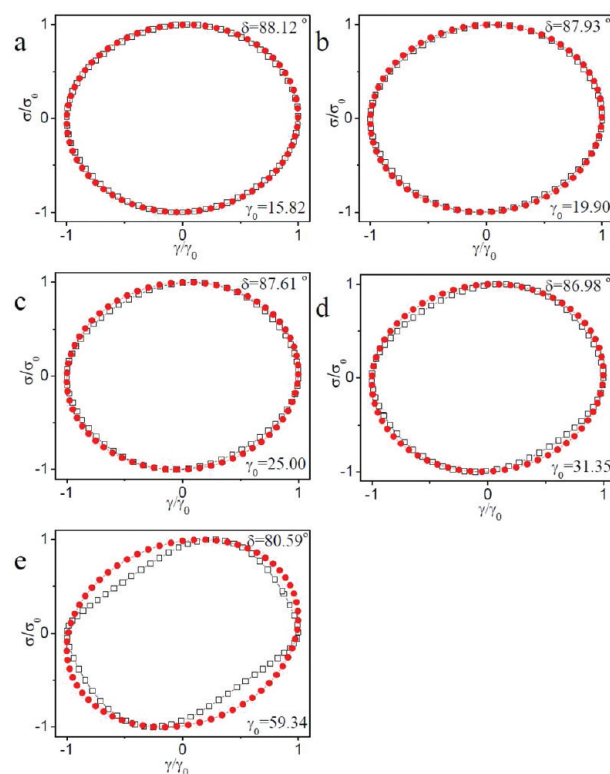 a
δ=88.12 °
σ/σ0
1
0
-1
γ0=15.82
-1 0 1
γ/γ0
b
δ=87.93 °
σ/σ0
1
0
-1
γ0=19.90
-1 0 1
γ/γ0
c
δ=87.61 °
σ/σ0
1
0
-1
γ0=25.00
-1 0 1
γ/γ0
d
δ=86.98 °
σ/σ0
1
0
-1
γ0=31.35
-1 0 1
γ/γ0
e
δ=80.59°
σ/σ0
1
0
-1
γ0=59.34
-1 0 1
γ/γ0